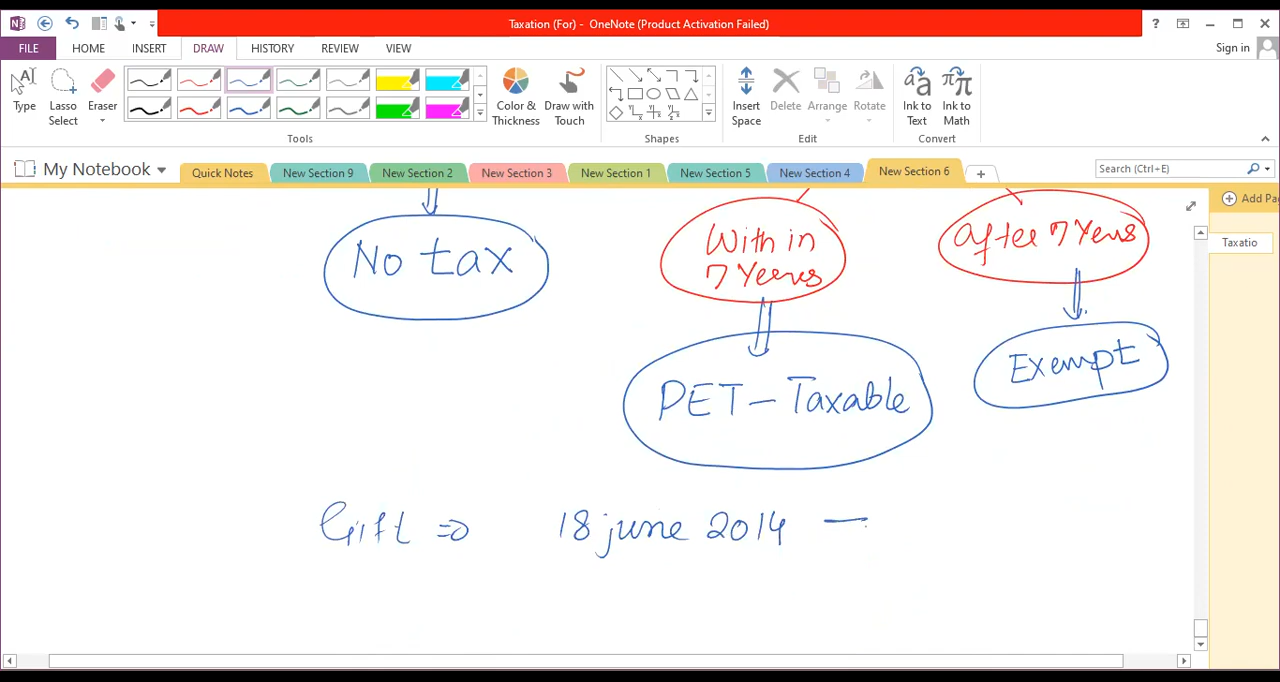 Taxation (For) - OneNote (Product Activation Failed)
?
FILE HOME INSERT DRAW HISTORY REVIEW VIEW Sign in
Type Lasso Select Eraser Color & Thickness Draw with Touch Insert Space Delete Arrange Rotate Ink to Text Ink to Math
Tools Shapes Edit Convert
My Notebook Quick Notes New Section 9 New Section 2 New Section 3 New Section 1 New Section 5 New Section 4 New Section 6 Search (Ctrl+E)
Add Pag
Taxatio
No tax
With in
7 Yeers
after 7 Yeus
PET - Taxable
Exempt
Gift ⇒ 18 june 2014 —